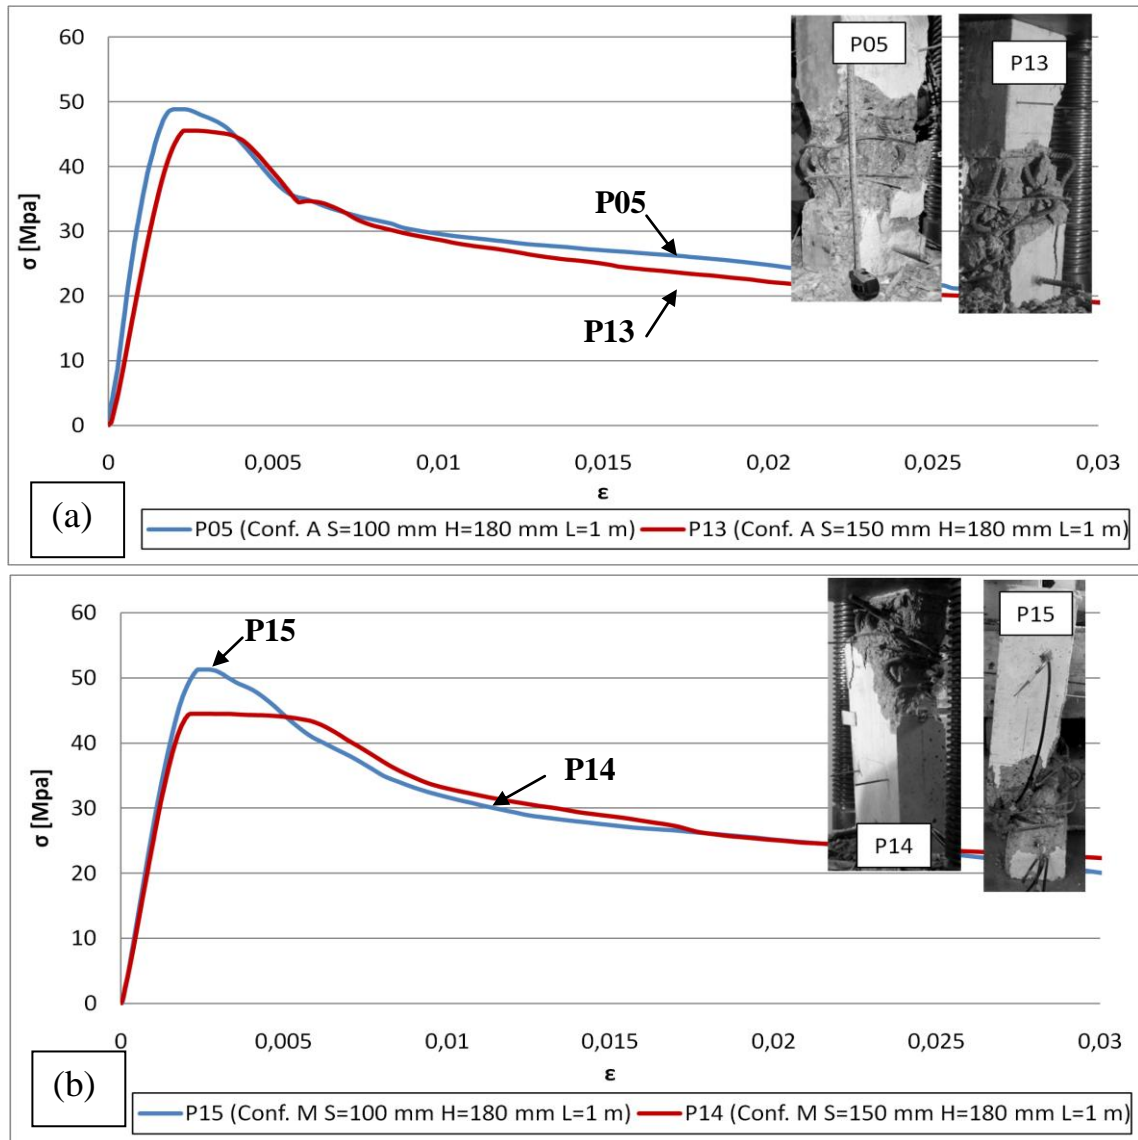 60
50
40
30
20
10
0
σ [Mpa]
P05
P13
P05
P13
0 0,005 0,01 0,015 0,02 0,025 0,03
ε
(a)
P05 (Conf. A S=100 mm H=180 mm L=1 m) P13 (Conf. A S=150 mm H=180 mm L=1 m)
60
50
40
30
20
10
0
σ [Mpa]
P15
P15
P14
P14
0 0,005 0,01 0,015 0,02 0,025 0,03
ε
(b)
P15 (Conf. M S=100 mm H=180 mm L=1 m) P14 (Conf. M S=150 mm H=180 mm L=1 m)